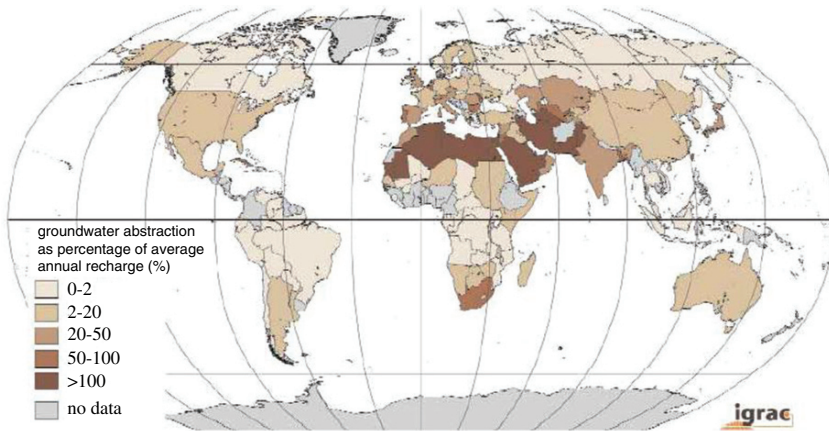 groundwater abstraction
as percentage of average
annual recharge (%)
0-2
2-20
20-50
50-100
>100
no data
igrac